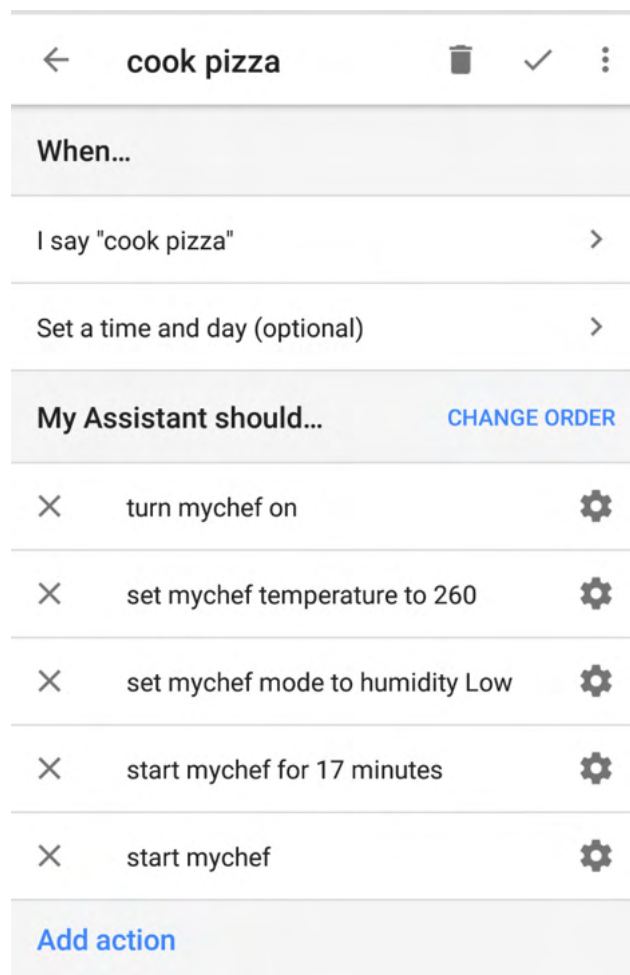 cook pizza
When...
I say "cook pizza"
Set a time and day (optional)
My Assistant should...
CHANGE ORDER
turn mychef on
set mychef temperature to 260
set mychef mode to humidity Low
start mychef for 17 minutes
start mychef
Add action